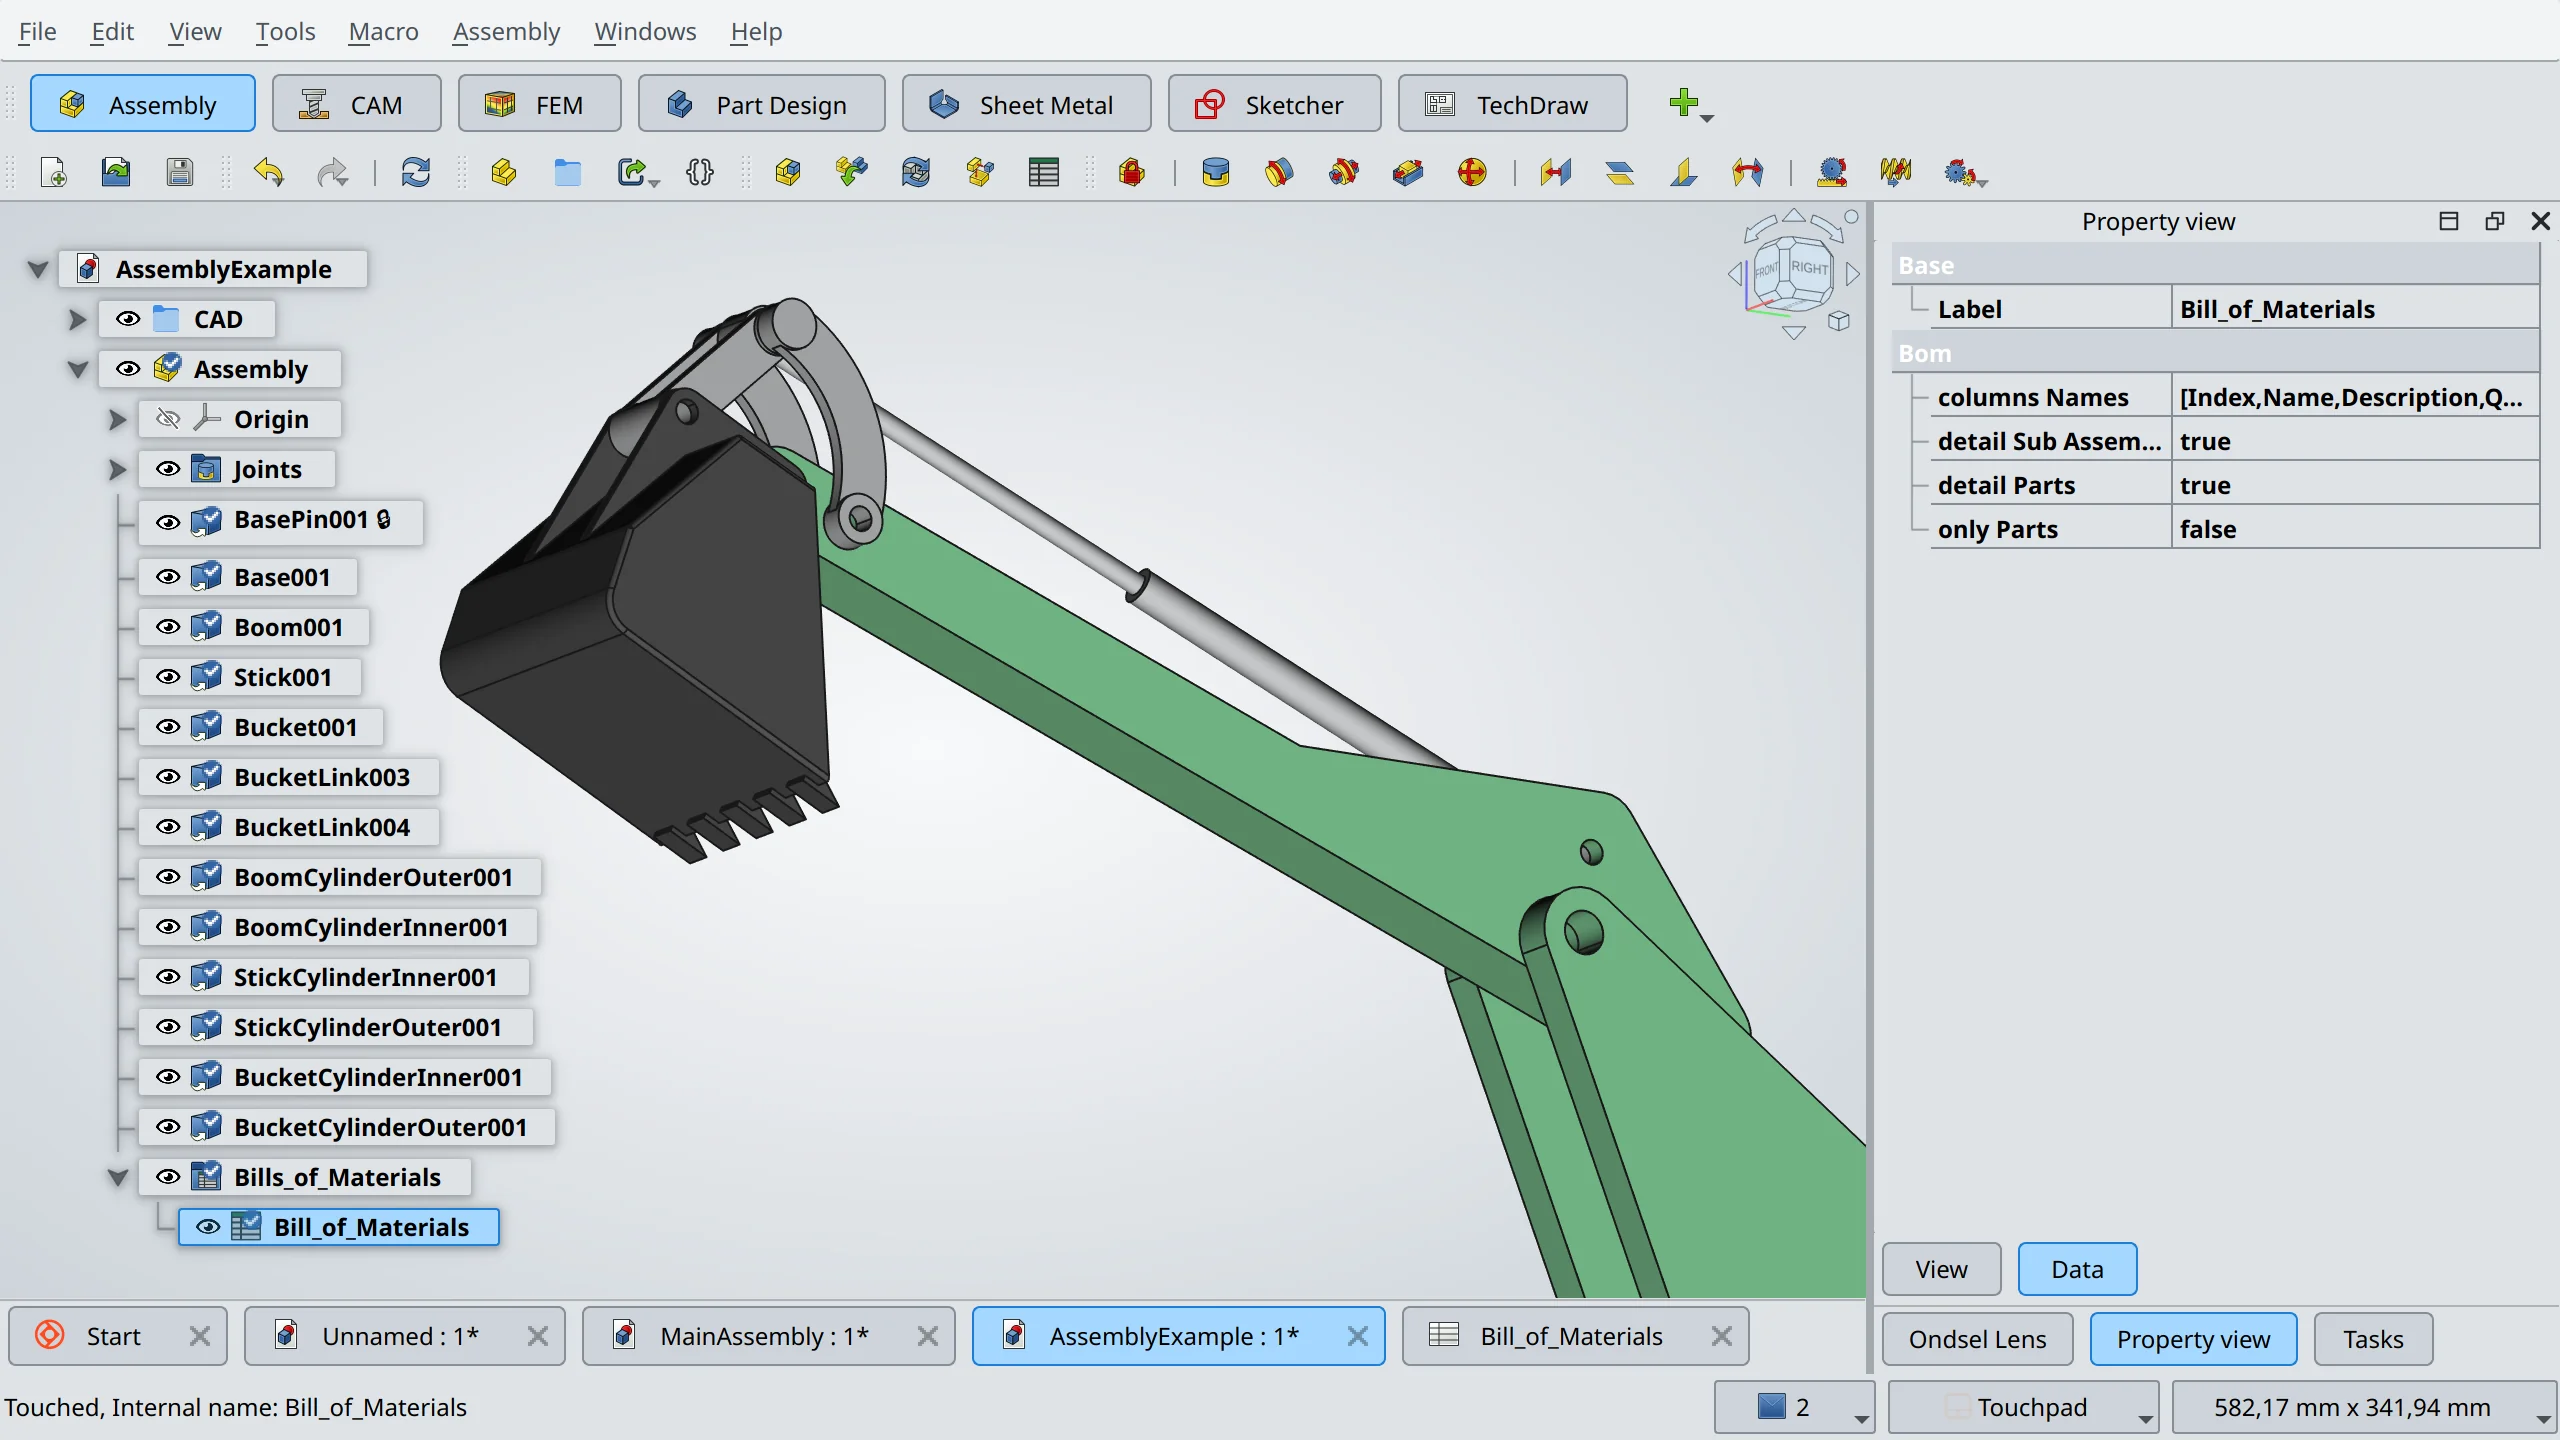 File Edit View Tools Macro Assembly Windows Help
Assembly CAM FEM Part Design Sheet Metal Sketcher TechDraw
AssemblyExample
CAD
Assembly
Origin
Joints
BasePin001
Base001
Boom001
Stick001
Bucket001
BucketLink003
BucketLink004
BoomCylinderOuter001
BoomCylinderInner001
StickCylinderInner001
StickCylinderOuter001
BucketCylinderInner001
BucketCylinderOuter001
Bills_of_Materials
Bill_of_Materials
FRONT RIGHT
Property view
Base
Label Bill_of_Materials
Bom
columns Names [Index,Name,Description,Q...
detail Sub Assem... true
detail Parts true
only Parts false
View Data
Start Unnamed : 1* MainAssembly : 1* AssemblyExample : 1* Bill_of_Materials
Ondsel Lens Property view Tasks
Touched, Internal name: Bill_of_Materials
2 Touchpad 582,17 mm x 341,94 mm